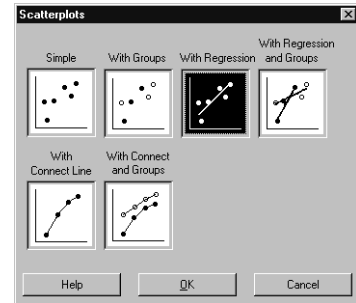 Scatterplots
Simple
With Groups
With Regression
With Regression
and Groups
With
Connect Line
With Connect
and Groups
Help
OK
Cancel